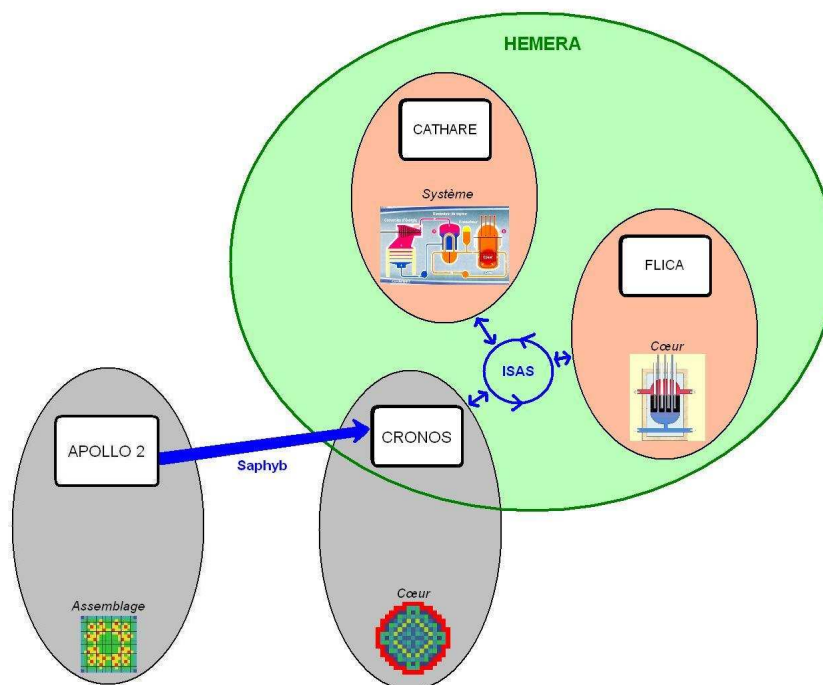 HEMERA
CATHARE
Système
FLICA
Cœur
ISAS
CRONOS
APOLLO 2
Saphyb
Assemblage
Cœur